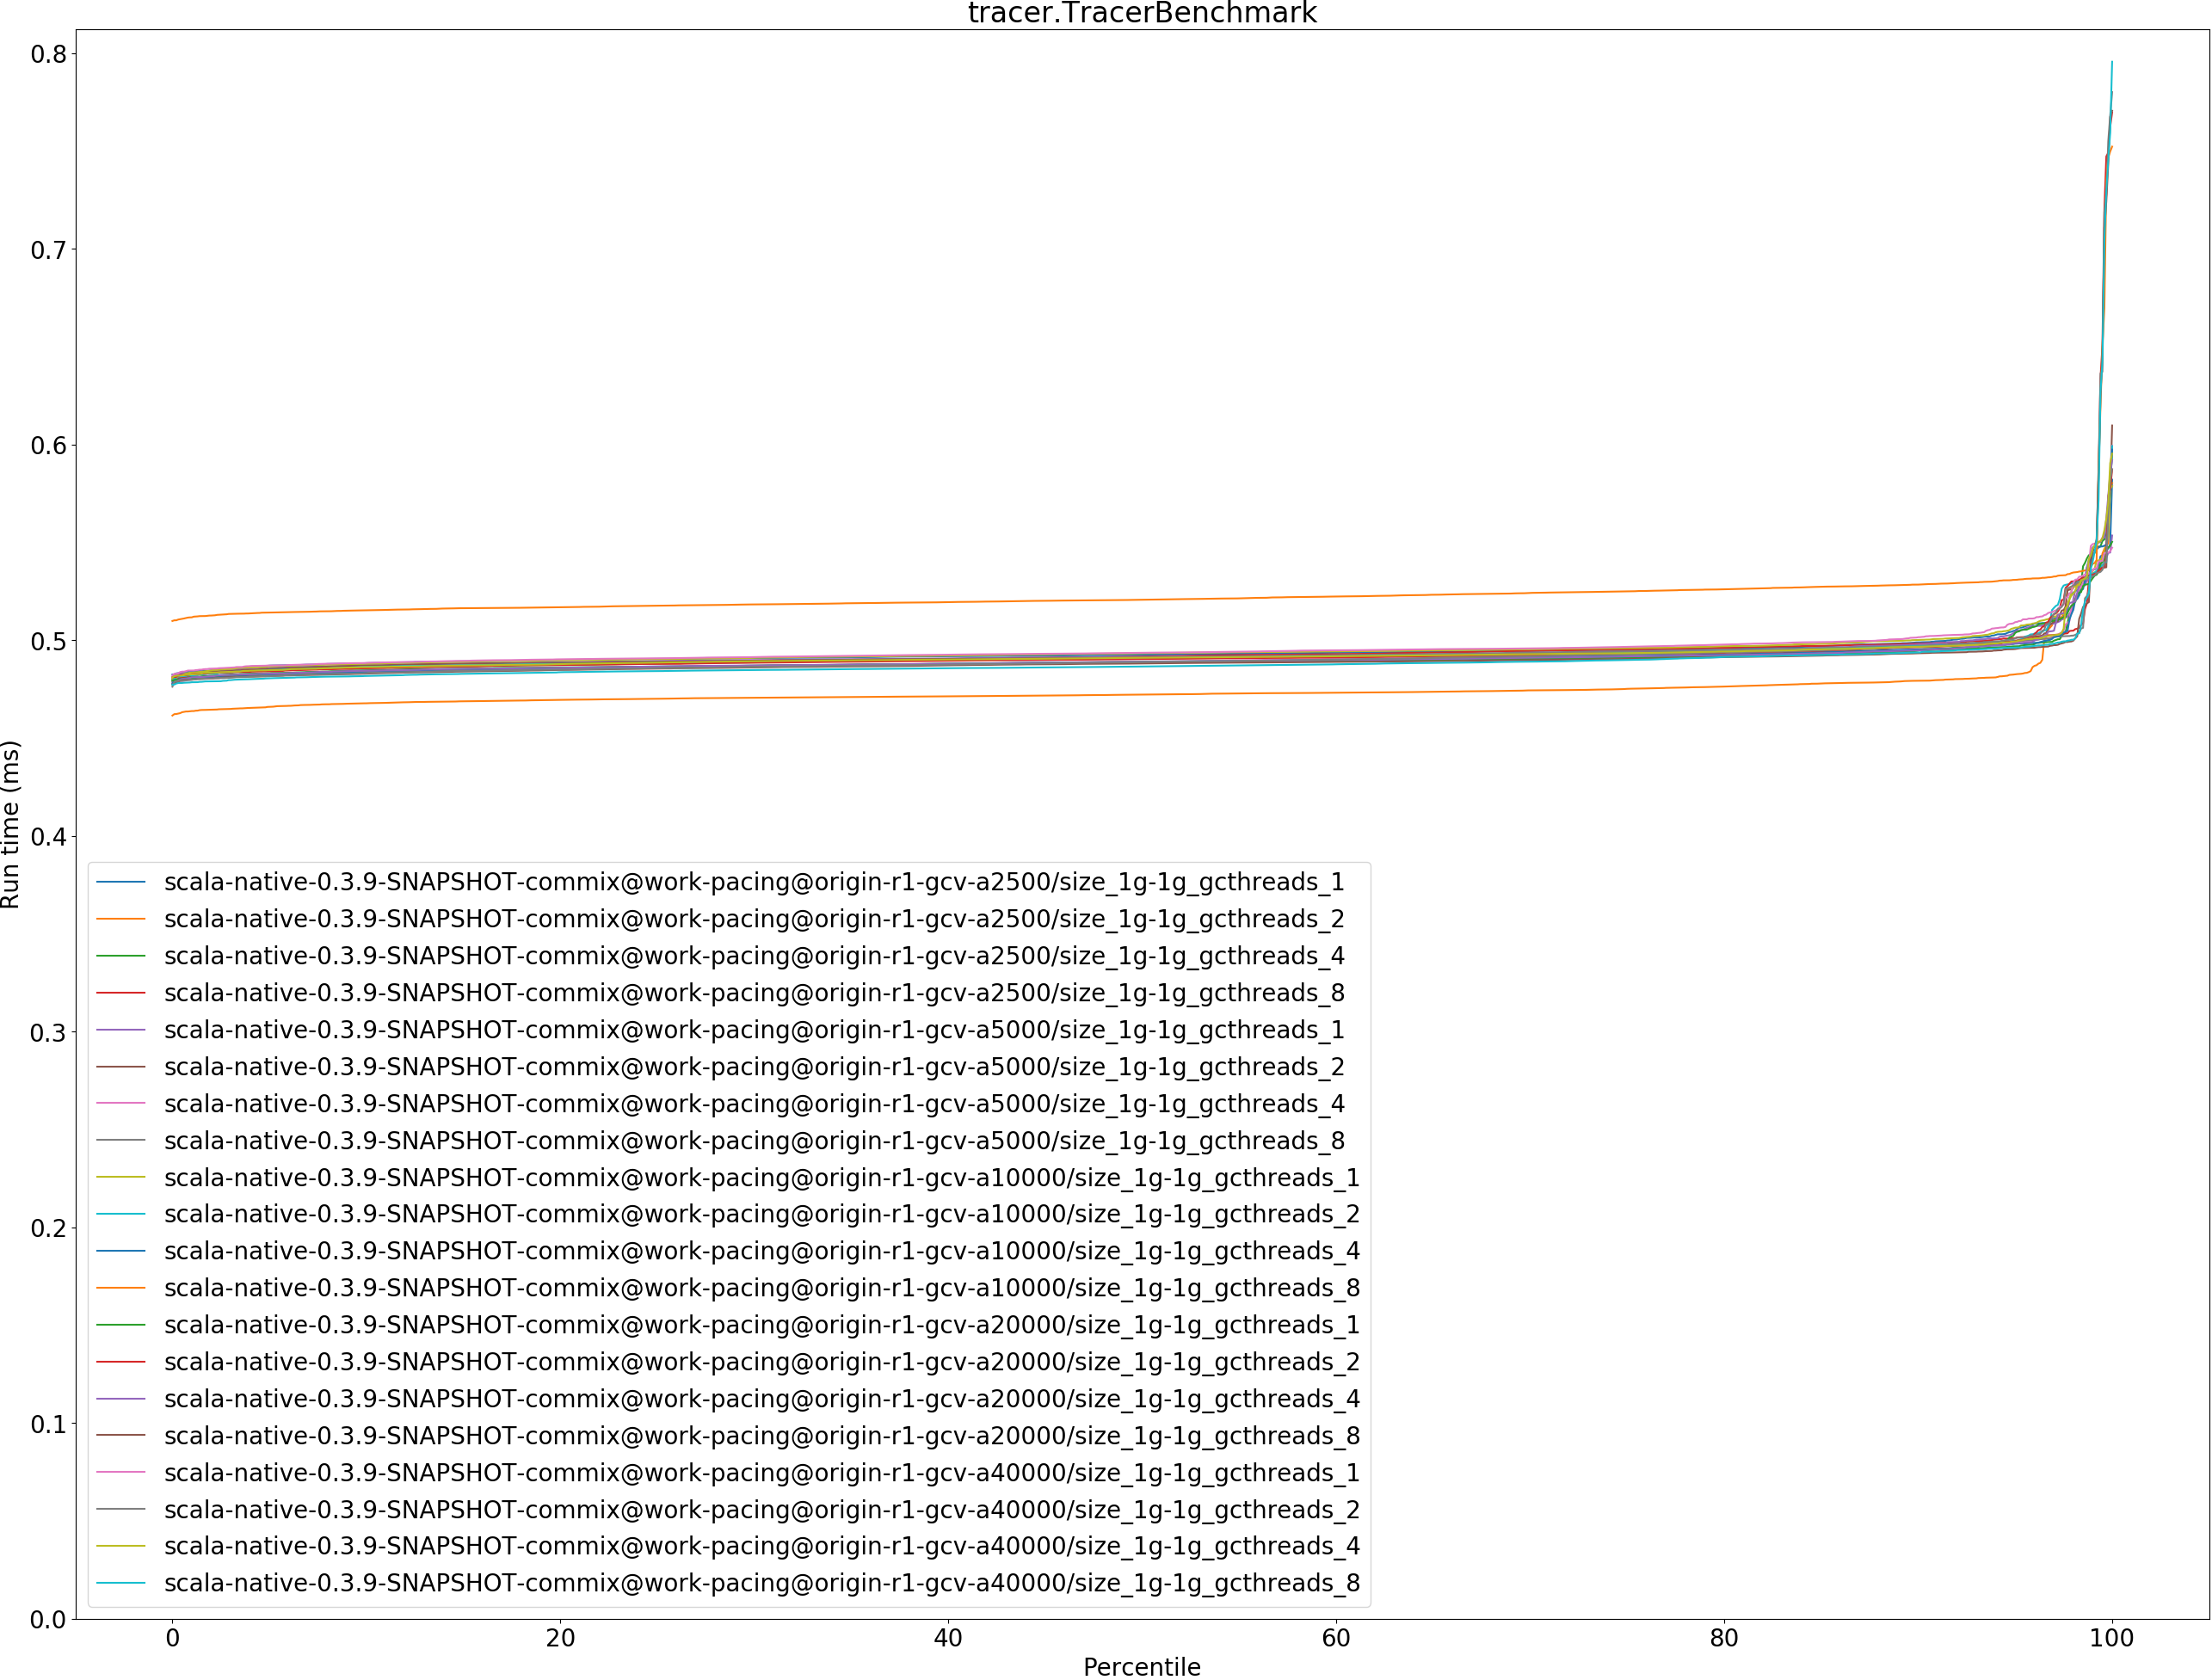 tracer.TracerBenchmark
0.8
0.7
0.6
0.5
0.4
0.3
0.2
0.1
0.0
Run time (ms)
scala-native-0.3.9-SNAPSHOT-commix@work-pacing@origin-r1-gcv-a2500/size_1g-1g_gcthreads_1
scala-native-0.3.9-SNAPSHOT-commix@work-pacing@origin-r1-gcv-a2500/size_1g-1g_gcthreads_2
scala-native-0.3.9-SNAPSHOT-commix@work-pacing@origin-r1-gcv-a2500/size_1g-1g_gcthreads_4
scala-native-0.3.9-SNAPSHOT-commix@work-pacing@origin-r1-gcv-a2500/size_1g-1g_gcthreads_8
scala-native-0.3.9-SNAPSHOT-commix@work-pacing@origin-r1-gcv-a5000/size_1g-1g_gcthreads_1
scala-native-0.3.9-SNAPSHOT-commix@work-pacing@origin-r1-gcv-a5000/size_1g-1g_gcthreads_2
scala-native-0.3.9-SNAPSHOT-commix@work-pacing@origin-r1-gcv-a5000/size_1g-1g_gcthreads_4
scala-native-0.3.9-SNAPSHOT-commix@work-pacing@origin-r1-gcv-a5000/size_1g-1g_gcthreads_8
scala-native-0.3.9-SNAPSHOT-commix@work-pacing@origin-r1-gcv-a10000/size_1g-1g_gcthreads_1
scala-native-0.3.9-SNAPSHOT-commix@work-pacing@origin-r1-gcv-a10000/size_1g-1g_gcthreads_2
scala-native-0.3.9-SNAPSHOT-commix@work-pacing@origin-r1-gcv-a10000/size_1g-1g_gcthreads_4
scala-native-0.3.9-SNAPSHOT-commix@work-pacing@origin-r1-gcv-a10000/size_1g-1g_gcthreads_8
scala-native-0.3.9-SNAPSHOT-commix@work-pacing@origin-r1-gcv-a20000/size_1g-1g_gcthreads_1
scala-native-0.3.9-SNAPSHOT-commix@work-pacing@origin-r1-gcv-a20000/size_1g-1g_gcthreads_2
scala-native-0.3.9-SNAPSHOT-commix@work-pacing@origin-r1-gcv-a20000/size_1g-1g_gcthreads_4
scala-native-0.3.9-SNAPSHOT-commix@work-pacing@origin-r1-gcv-a20000/size_1g-1g_gcthreads_8
scala-native-0.3.9-SNAPSHOT-commix@work-pacing@origin-r1-gcv-a40000/size_1g-1g_gcthreads_1
scala-native-0.3.9-SNAPSHOT-commix@work-pacing@origin-r1-gcv-a40000/size_1g-1g_gcthreads_2
scala-native-0.3.9-SNAPSHOT-commix@work-pacing@origin-r1-gcv-a40000/size_1g-1g_gcthreads_4
scala-native-0.3.9-SNAPSHOT-commix@work-pacing@origin-r1-gcv-a40000/size_1g-1g_gcthreads_8
0 20 40 60 80 100
Percentile